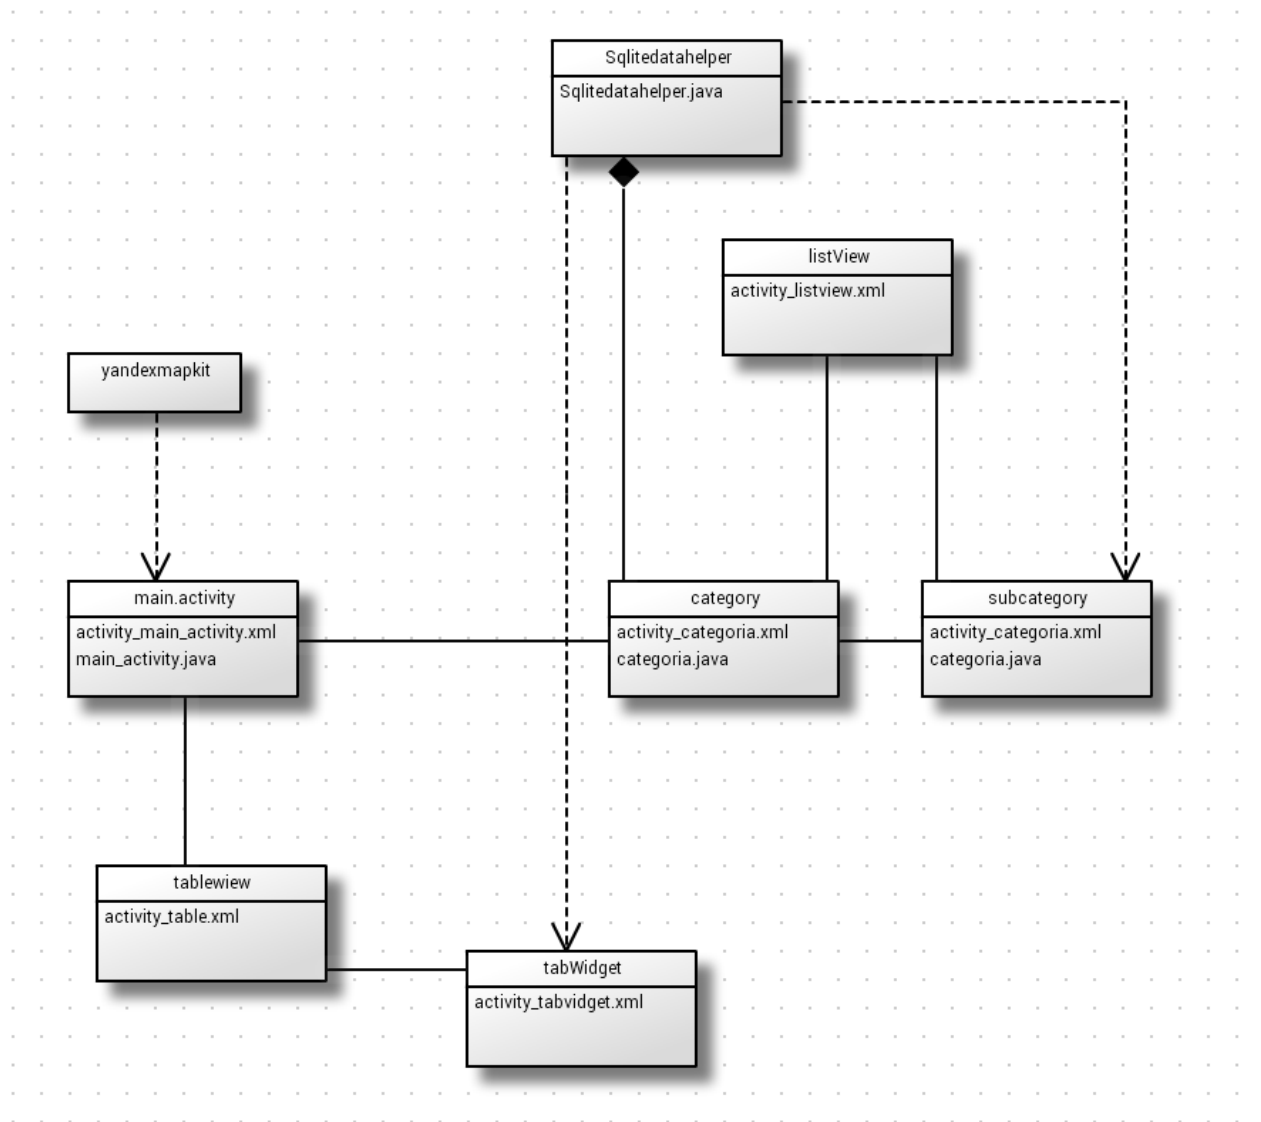 Sqlitedatahelper
Sqlitedatahelper.java
listView
activity_listview.xml
yandexmapkit
main.activity
activity_main_activity.xml
main_activity.java
category
activity_categoria.xml
categoria.java
subcategory
activity_categoria.xml
categoria.java
tablewiew
activity_table.xml
tabWidget
activity_tabvidget.xml